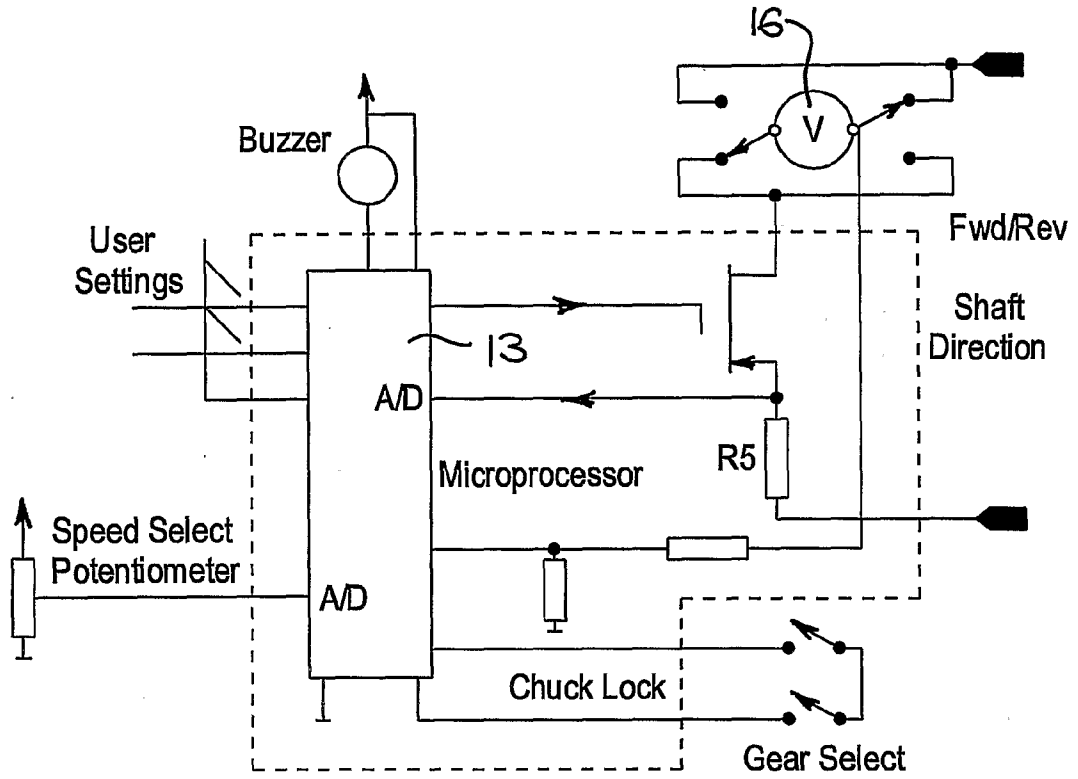 16
V
Buzzer
Fwd/Rev
User
Settings
Shaft
Direction
13
A/D
R5
Microprocessor
Speed Select
Potentiometer
A/D
Chuck Lock
Gear Select